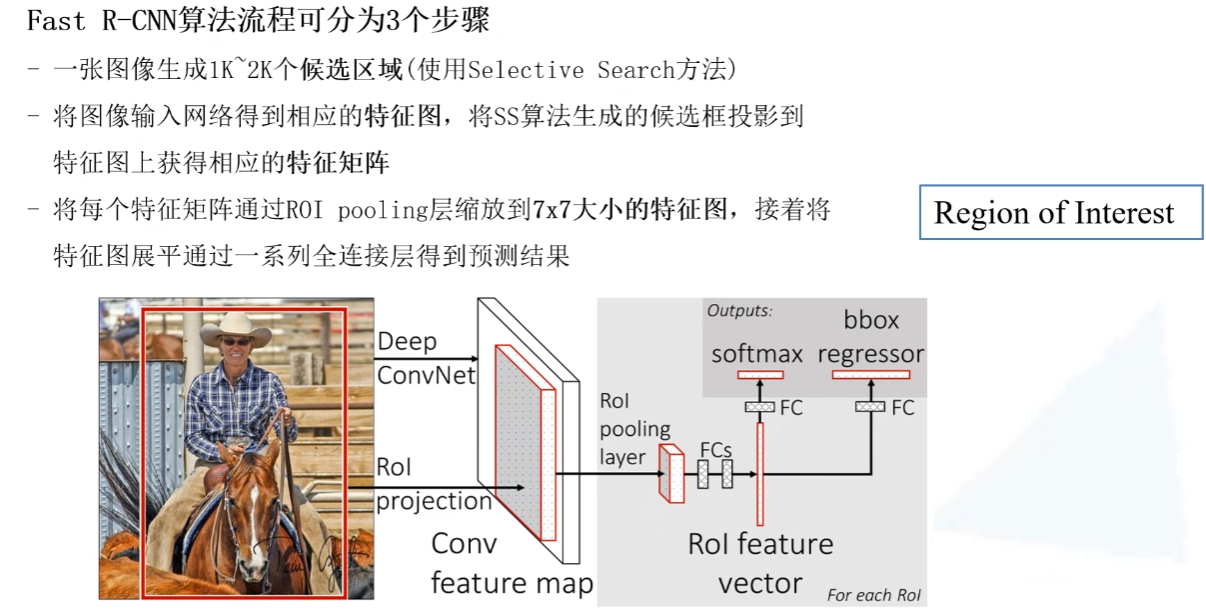 Fast R-CNN算法流程可分为3个步骤
- 一张图像生成1K~2K个候选区域(使用Selective Search方法)
- 将图像输入网络得到相应的特征图，将SS算法生成的候选框投影到
特征图上获得相应的特征矩阵
- 将每个特征矩阵通过ROI pooling层缩放到7x7大小的特征图，接着将
特征图展平通过一系列全连接层得到预测结果
Region of Interest
Deep
ConvNet
RoI
projection
Conv
feature map
RoI
pooling
layer
FCs
Outputs:
softmax
bbox
regressor
FC
FC
RoI feature
vector
For each RoI